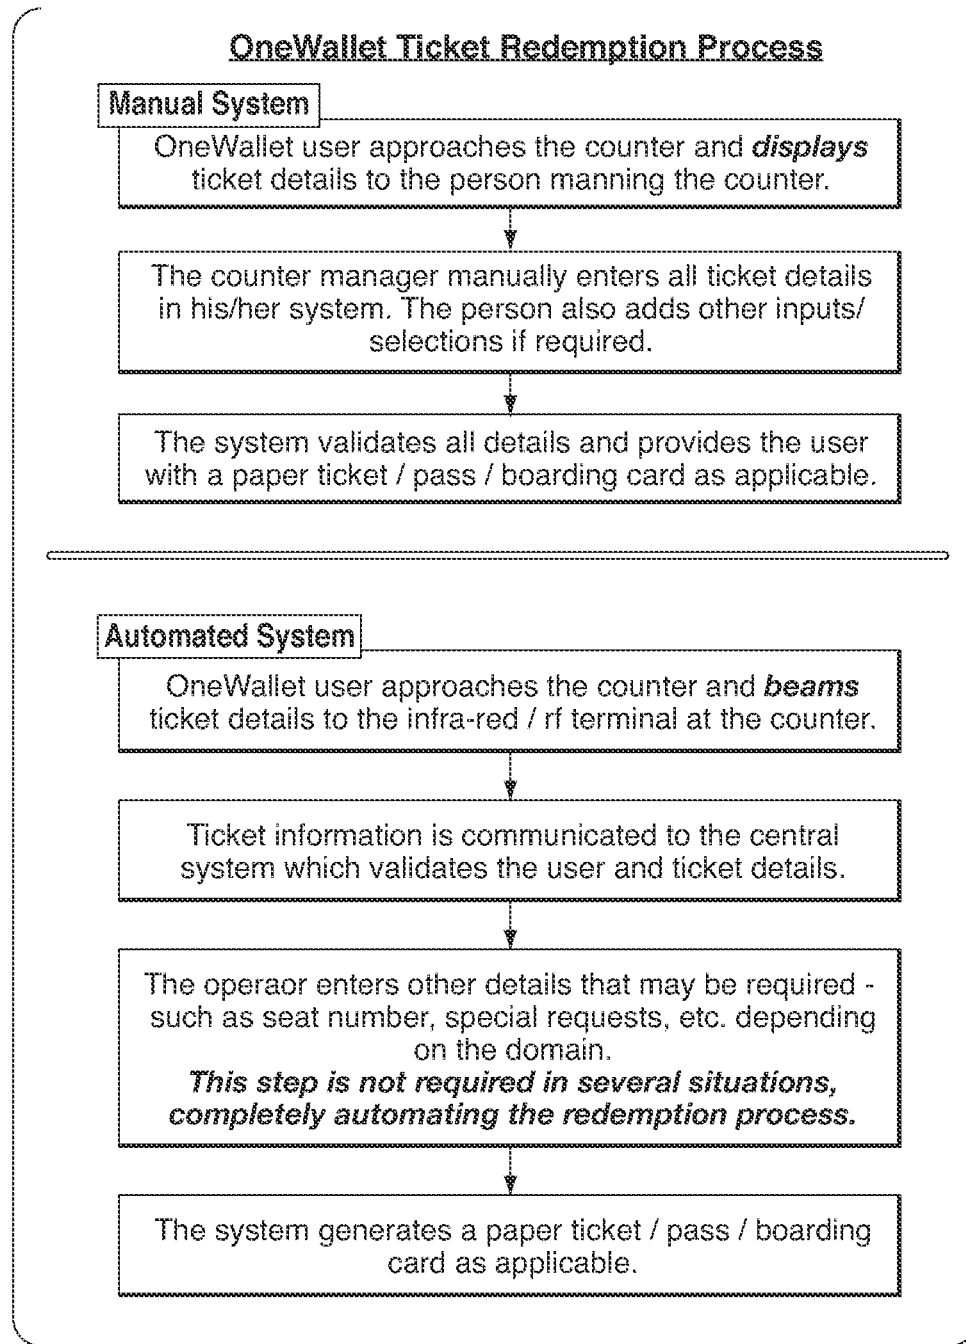 OneWallet Ticket Redemption Process
Manual System
OneWallet user approaches the counter and displays
ticket details to the person manning the counter.
The counter manager manually enters all ticket details
in his/her system. The person also adds other inputs/
selections if required.
The system validates all details and provides the user
with a paper ticket / pass / boarding card as applicable.
Automated System
OneWallet user approaches the counter and beams
ticket details to the infra-red / rf terminal at the counter.
Ticket information is communicated to the central
system which validates the user and ticket details.
The operaor enters other details that may be required -
such as seat number, special requests, etc. depending
on the domain.
This step is not required in several situations,
completely automating the redemption process.
The system generates a paper ticket / pass / boarding
card as applicable.